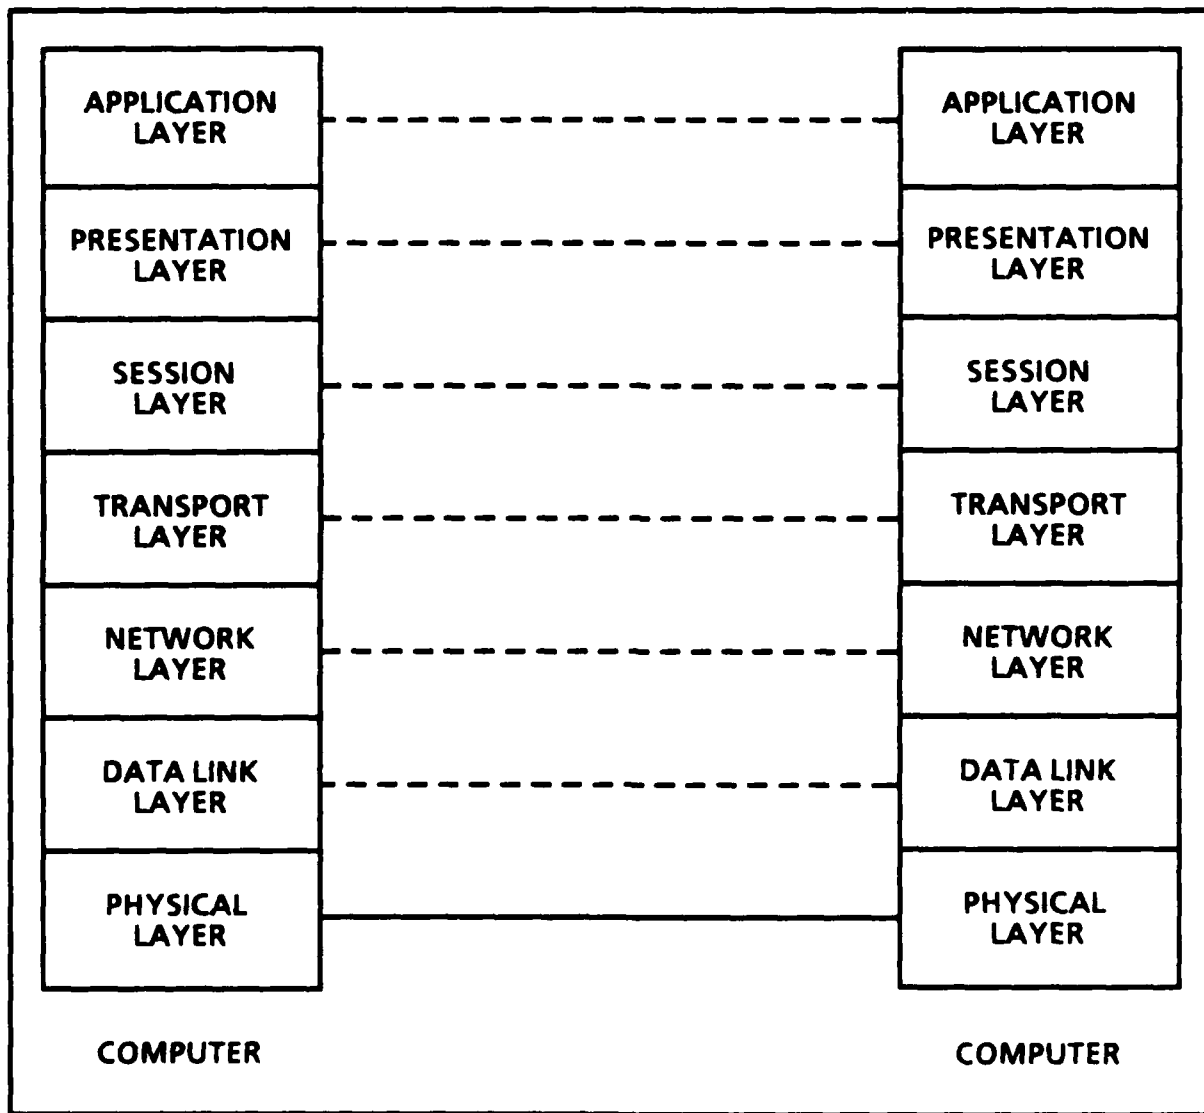 APPLICATION
LAYER
PRESENTATION
LAYER
SESSION
LAYER
TRANSPORT
LAYER
NETWORK
LAYER
DATA LINK
LAYER
PHYSICAL
LAYER
COMPUTER
APPLICATION
LAYER
PRESENTATION
LAYER
SESSION
LAYER
TRANSPORT
LAYER
NETWORK
LAYER
DATA LINK
LAYER
PHYSICAL
LAYER
COMPUTER